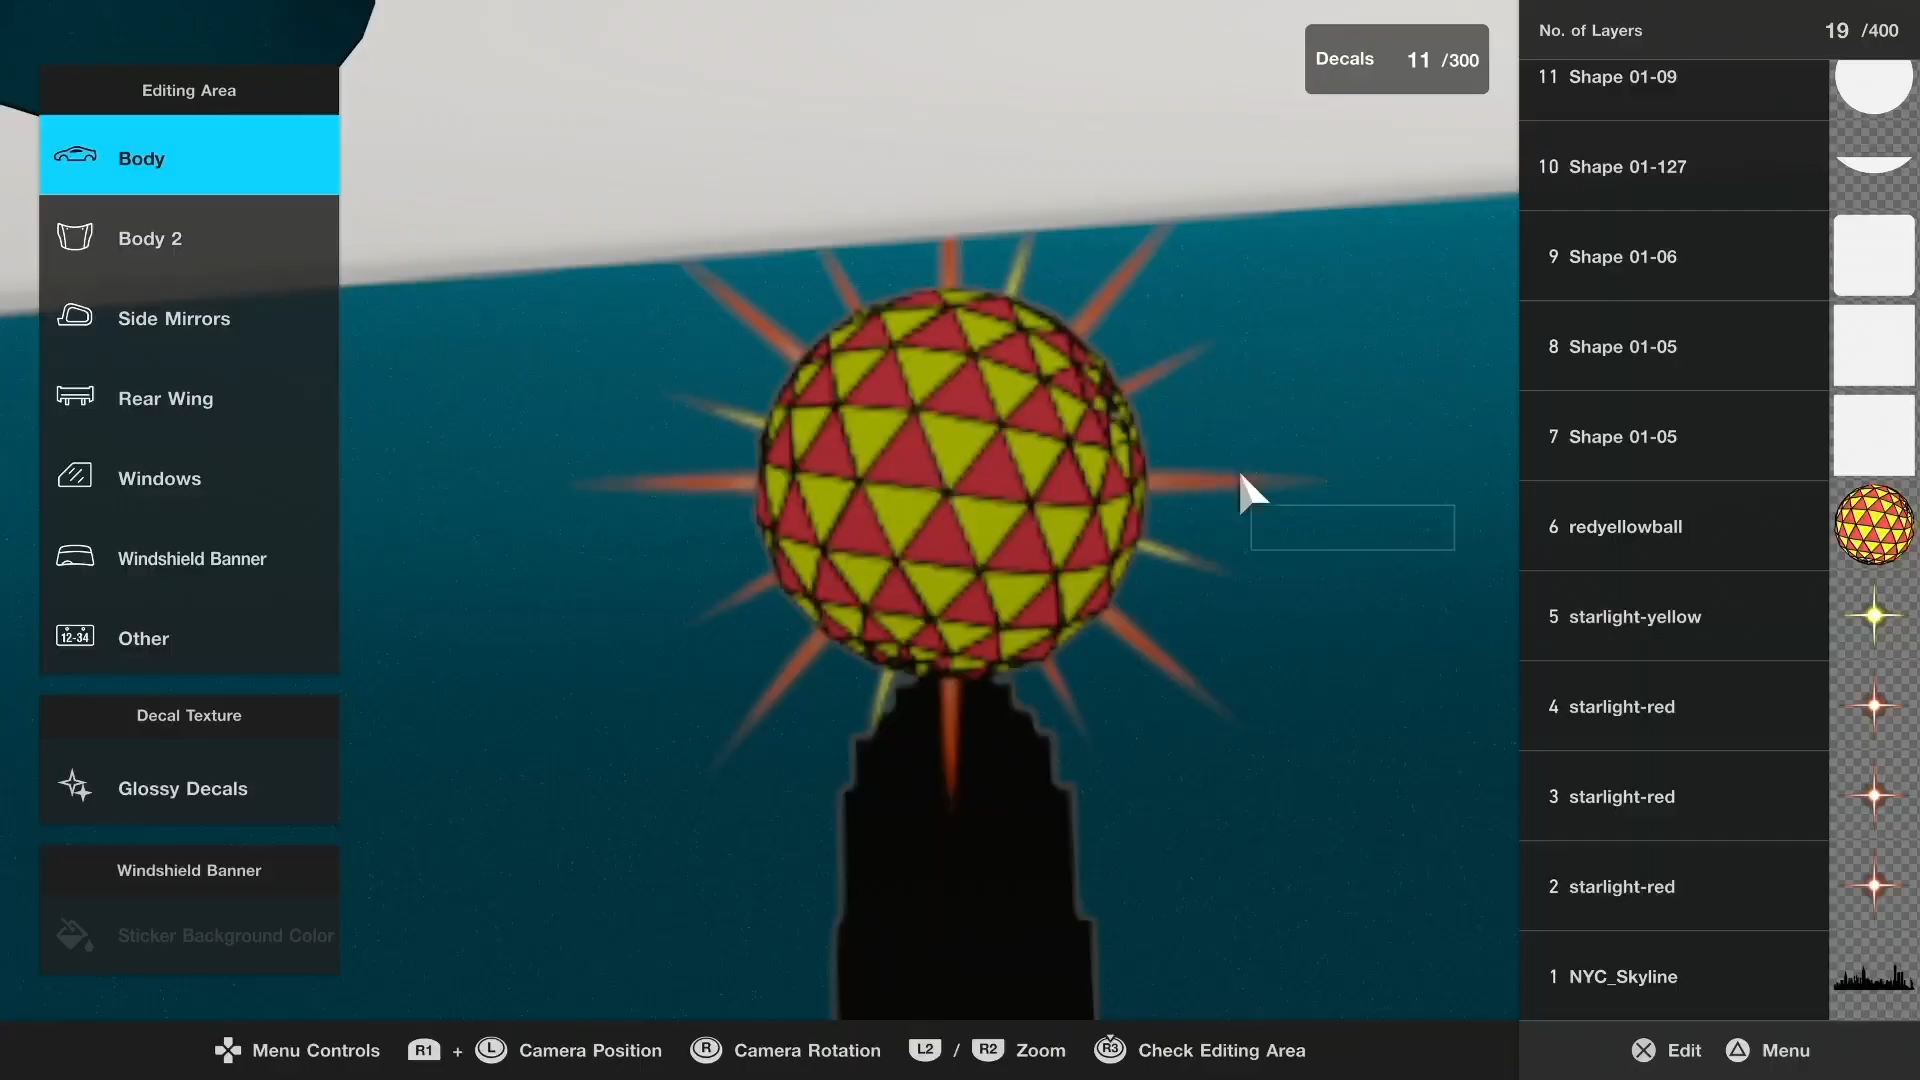 Editing Area
Body
Body 2
Side Mirrors
Rear Wing
Windows
Windshield Banner
12-34 Other
Decal Texture
Glossy Decals
Windshield Banner
Sticker Background Color
Decals 11 /300
No. of Layers 19 /400
11 Shape 01-09
10 Shape 01-127
9 Shape 01-06
8 Shape 01-05
7 Shape 01-05
6 redyellowball
5 starlight-yellow
4 starlight-red
3 starlight-red
2 starlight-red
1 NYC_Skyline
Menu Controls R1 + L Camera Position R Camera Rotation L2 / R2 Zoom R3 Check Editing Area
Edit Menu